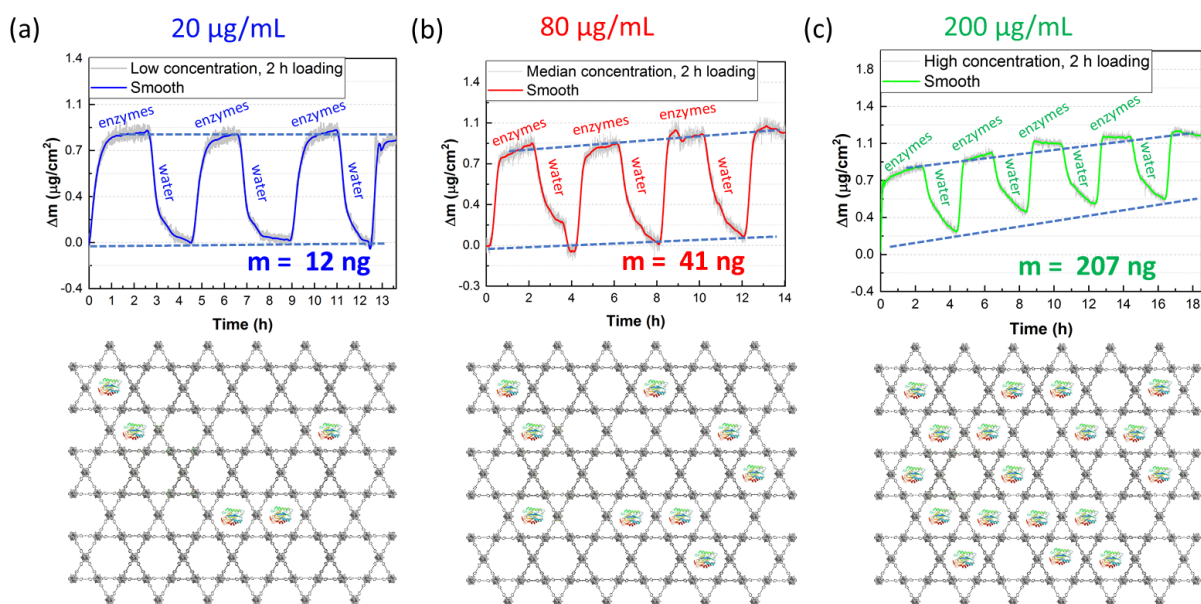 (a)
20 µg/mL
Low concentration, 2 h loading
Smooth
enzymes
enzymes
enzymes
water
water
water
1.4
1.1
0.7
0.4
0.0
-0.4
Δm (µg/cm²)
m = 12 ng
0 1 2 3 4 5 6 7 8 9 10 11 12 13
Time (h)
(b)
80 µg/mL
Median concentration, 2 h loading
Smooth
enzymes
enzymes
enzymes
water
water
water
1.4
1.0
0.7
0.3
0.0
-0.3
Δm (µg/cm²)
m = 41 ng
0 2 4 6 8 10 12 14
Time (h)
(c)
200 µg/mL
High concentration, 2 h loading
Smooth
enzymes
enzymes
enzymes
enzymes
water
water
water
water
1.8
1.4
1.1
0.7
0.4
0.0
-0.4
Δm (µg/cm²)
m = 207 ng
0 2 4 6 8 10 12 14 16 18
Time (h)